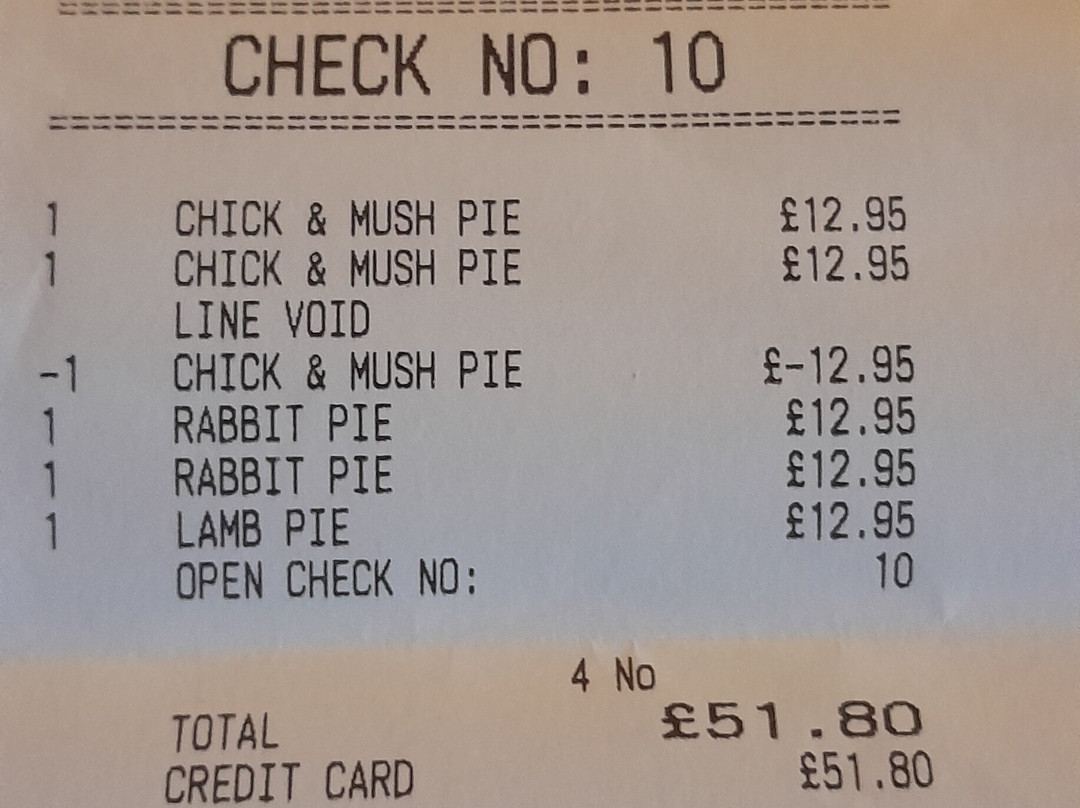 ========================================
CHECK NO: 10
========================================
1 CHICK & MUSH PIE £12.95
1 CHICK & MUSH PIE £12.95
LINE VOID
-1 CHICK & MUSH PIE £-12.95
1 RABBIT PIE £12.95
1 RABBIT PIE £12.95
1 LAMB PIE £12.95
OPEN CHECK NO: 10
4 No
TOTAL £51.80
CREDIT CARD £51.80